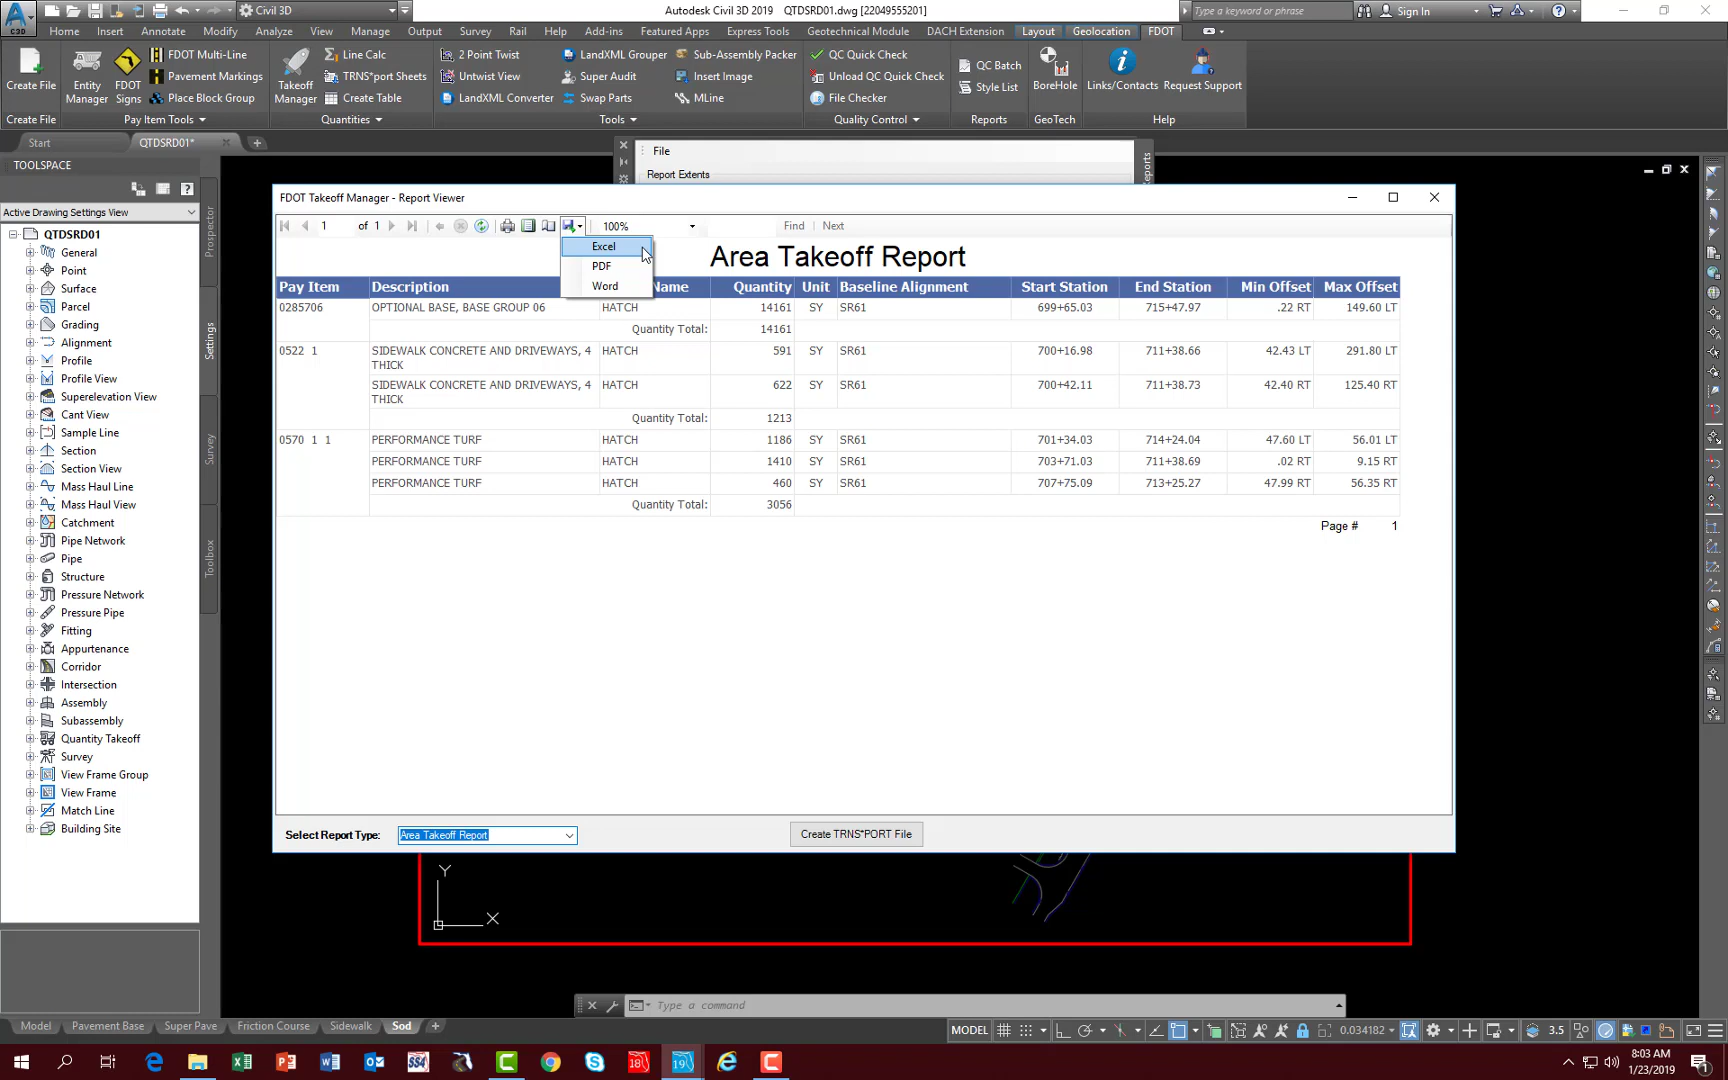 Civil 3D
Autodesk Civil 3D 2019 QTDSRD01.dwg [22049555201]
Type a keyword or phrase
Sign In
Home Insert Annotate Modify Analyze View Manage Output Survey Rail Help Add-ins Featured Apps Express Tools Geotechnical Module DACH Extension Layout Geolocation FDOT
FDOT Multi-Line
Line Calc
2 Point Twist
LandXML Grouper
Sub-Assembly Packer
QC Quick Check
QC Batch
Create File
Entity Manager
FDOT Signs
Pavement Markings
Takeoff Manager
TRNS*port Sheets
Untwist View
Super Audit
Insert Image
Unload QC Quick Check
Style List
BoreHole
Links/Contacts
Request Support
Place Block Group
Create Table
LandXML Converter
Swap Parts
MLine
File Checker
Create File Pay Item Tools Quantities Tools Quality Control Reports GeoTech Help
Start QTDSRD01*
TOOLSPACE
Active Drawing Settings View
QTDSRD01
General
Point
Surface
Parcel
Grading
Alignment
Profile
Profile View
Superelevation View
Cant View
Sample Line
Section
Section View
Mass Haul Line
Mass Haul View
Catchment
Pipe Network
Pipe
Structure
Pressure Network
Pressure Pipe
Fitting
Appurtenance
Corridor
Intersection
Assembly
Subassembly
Quantity Takeoff
Survey
View Frame Group
View Frame
Match Line
Building Site
Prospector
Settings
Survey
Toolbox
File
Report Extents
Reports
FDOT Takeoff Manager - Report Viewer
1 of 1 100% Find Next
Excel
PDF
Word
Area Takeoff Report
Pay Item Description Name Quantity Unit Baseline Alignment Start Station End Station Min Offset Max Offset
0285706 OPTIONAL BASE, BASE GROUP 06 HATCH 14161 SY SR61 699+65.03 715+47.97 .22 RT 149.60 LT
Quantity Total: 14161
0522 1 SIDEWALK CONCRETE AND DRIVEWAYS, 4 HATCH 591 SY SR61 700+16.98 711+38.66 42.43 LT 291.80 LT
THICK
SIDEWALK CONCRETE AND DRIVEWAYS, 4 HATCH 622 SY SR61 700+42.11 711+38.73 42.40 RT 125.40 RT
THICK
Quantity Total: 1213
0570 1 1 PERFORMANCE TURF HATCH 1186 SY SR61 701+34.03 714+24.04 47.60 LT 56.01 LT
PERFORMANCE TURF HATCH 1410 SY SR61 703+71.03 711+38.69 .02 RT 9.15 RT
PERFORMANCE TURF HATCH 460 SY SR61 707+75.09 713+25.27 47.99 RT 56.35 RT
Quantity Total: 3056
Page # 1
Select Report Type: Area Takeoff Report
Create TRNS*PORT File
Y
X
Type a command
Model Pavement Base Super Pave Friction Course Sidewalk Sod
MODEL 0.034182 3.5
8:03 AM
1/23/2019